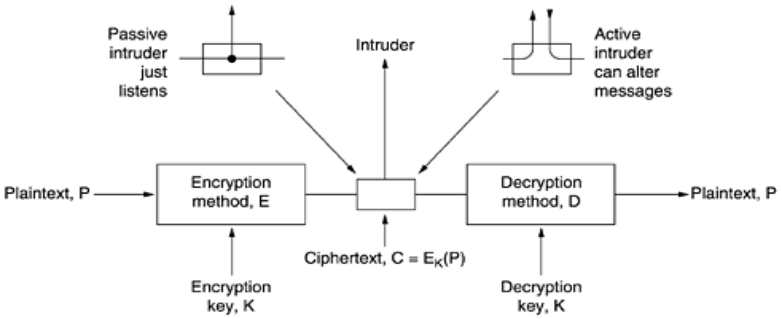 Passive
intruder
just
listens
Intruder
Active
intruder
can alter
messages
Plaintext, P
Encryption
method, E
Decryption
method, D
Plaintext, P
Ciphertext, C = E_K(P)
Encryption
key, K
Decryption
key, K